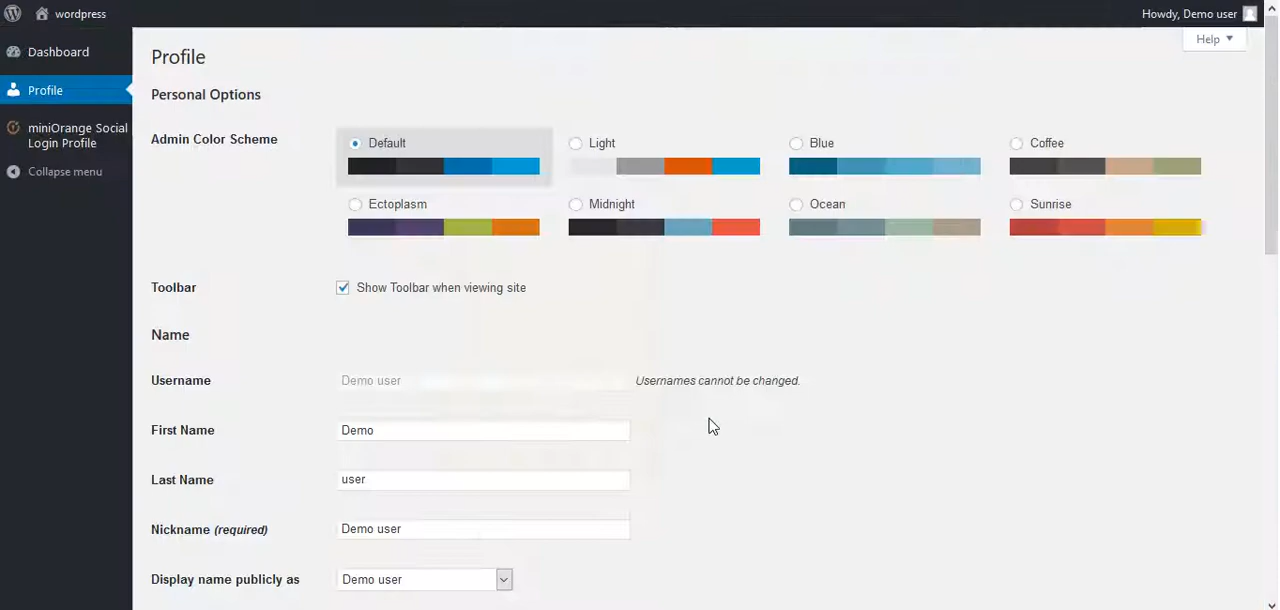 wordpress
Howdy, Demo user
Help
Dashboard
Profile
miniOrange Social
Login Profile
Collapse menu
Profile
Personal Options
Admin Color Scheme
Default
Light
Blue
Coffee
Ectoplasm
Midnight
Ocean
Sunrise
Toolbar
Show Toolbar when viewing site
Name
Username
Demo user
Usernames cannot be changed.
First Name
Demo
Last Name
user
Nickname (required)
Demo user
Display name publicly as
Demo user